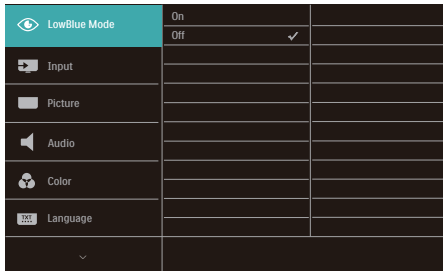 LowBlue Mode
On
Off
Input
Picture
Audio
Color
TXT
Language